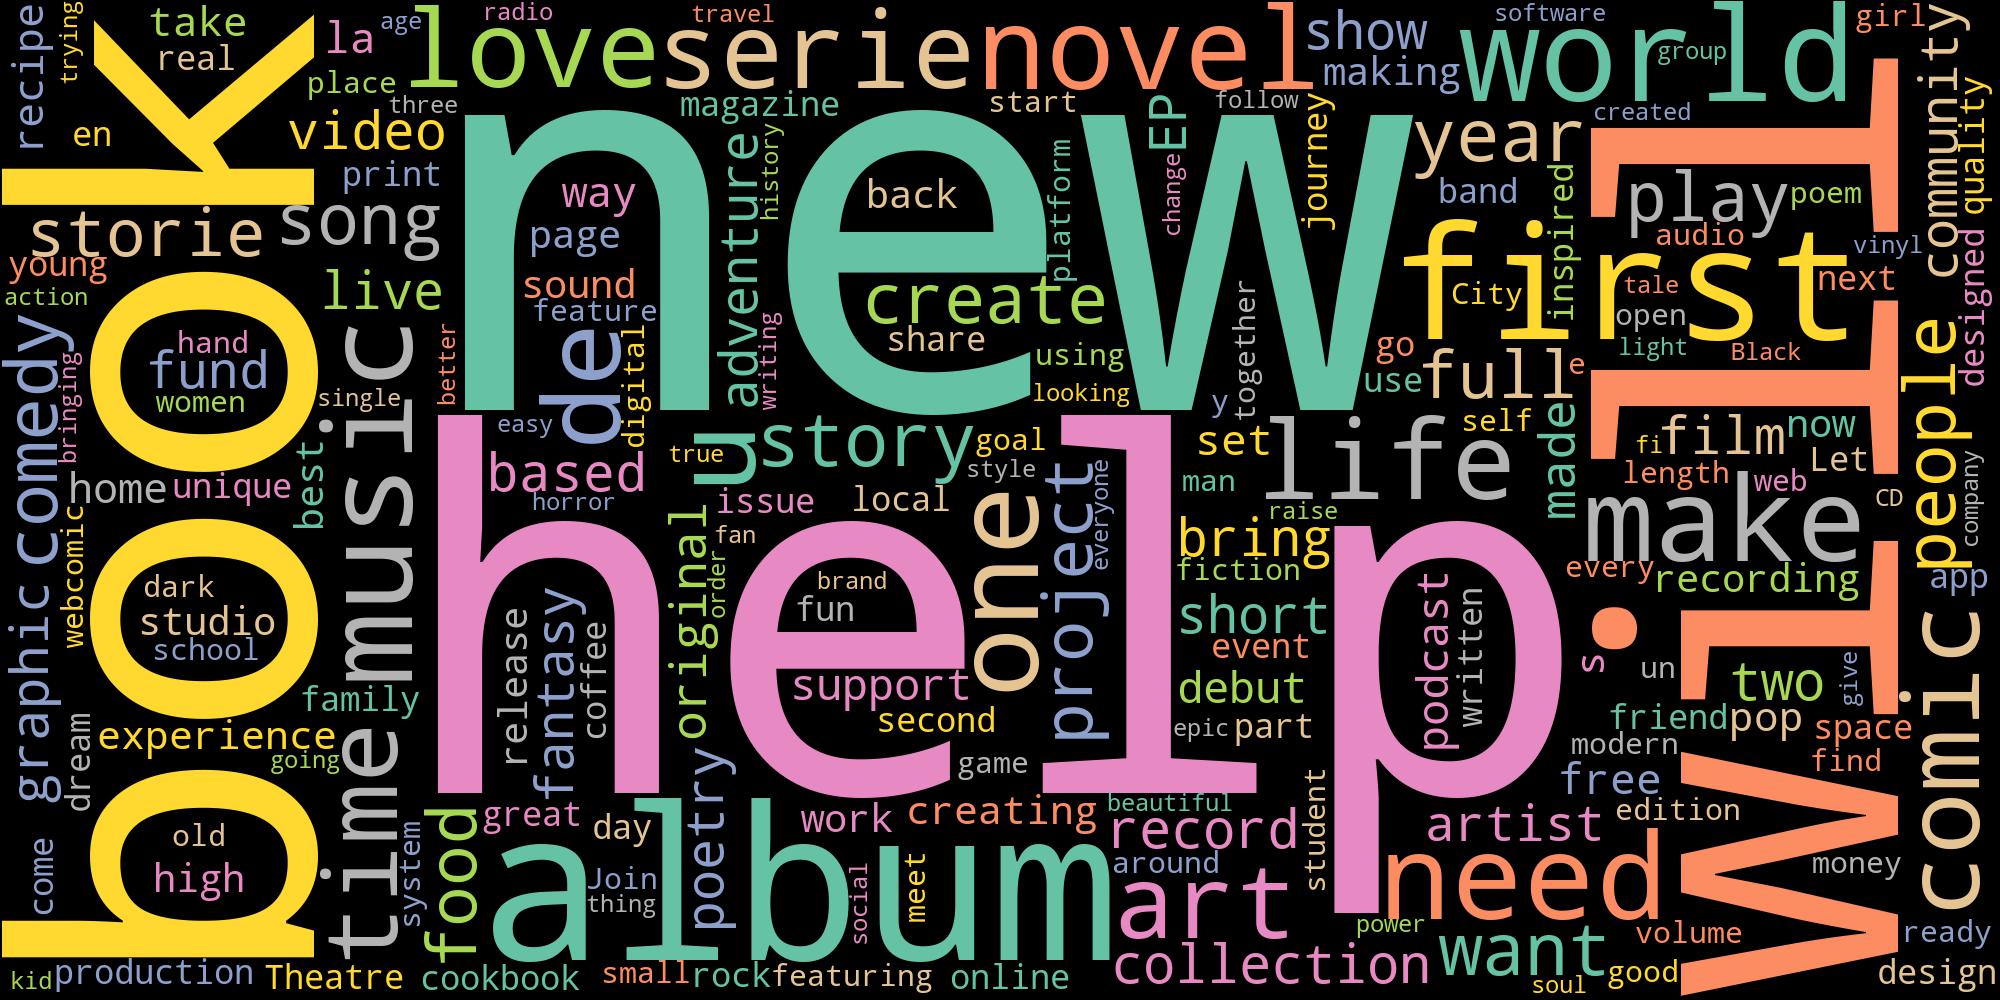 recipe
trying
take
real
la
age
love
radio
serie
travel
novel
show
making
software
world
group
girl
community
place
three
en
video
magazine
start
EP
follow
journey
created
year
quality
book
print
song
storie
new
way
page
sound
feature
de
digital
adventure
history
writing
back
create
share
platform
using
looking
change
together
y
band
inspired
play
poem
audio
vinyl
first
City
tale
next
open
light
Black
designed
young
action
live
comedy
bringing
hand
fund
women
music
single
better
easy
go
use
full
e
will
people
home
unique
best
based
horror
true
u
story
goal
style
issue
local
fan
order
original
one
project
everyone
set
man
life
self
raise
made
fi
film
now
Let
length
web
CD
company
make
bring
fiction
every
recording
app
webcomic
graphic
dark
studio
school
help
release
fantasy
coffee
brand
fun
support
second
game
short
event
debut
epic
part
podcast
written
s
un
two
give
friend
pop
space
modern
find
free
comic
family
experience
going
dream
time
old
high
come
system
food
great
day
Join
thing
album
poetry
work
creating
social
meet
beautiful
record
around
student
artist
edition
need
money
art
power
kid
production
Theatre
cookbook
small
rock
featuring
online
collection
want
volume
soul
good
ready
design